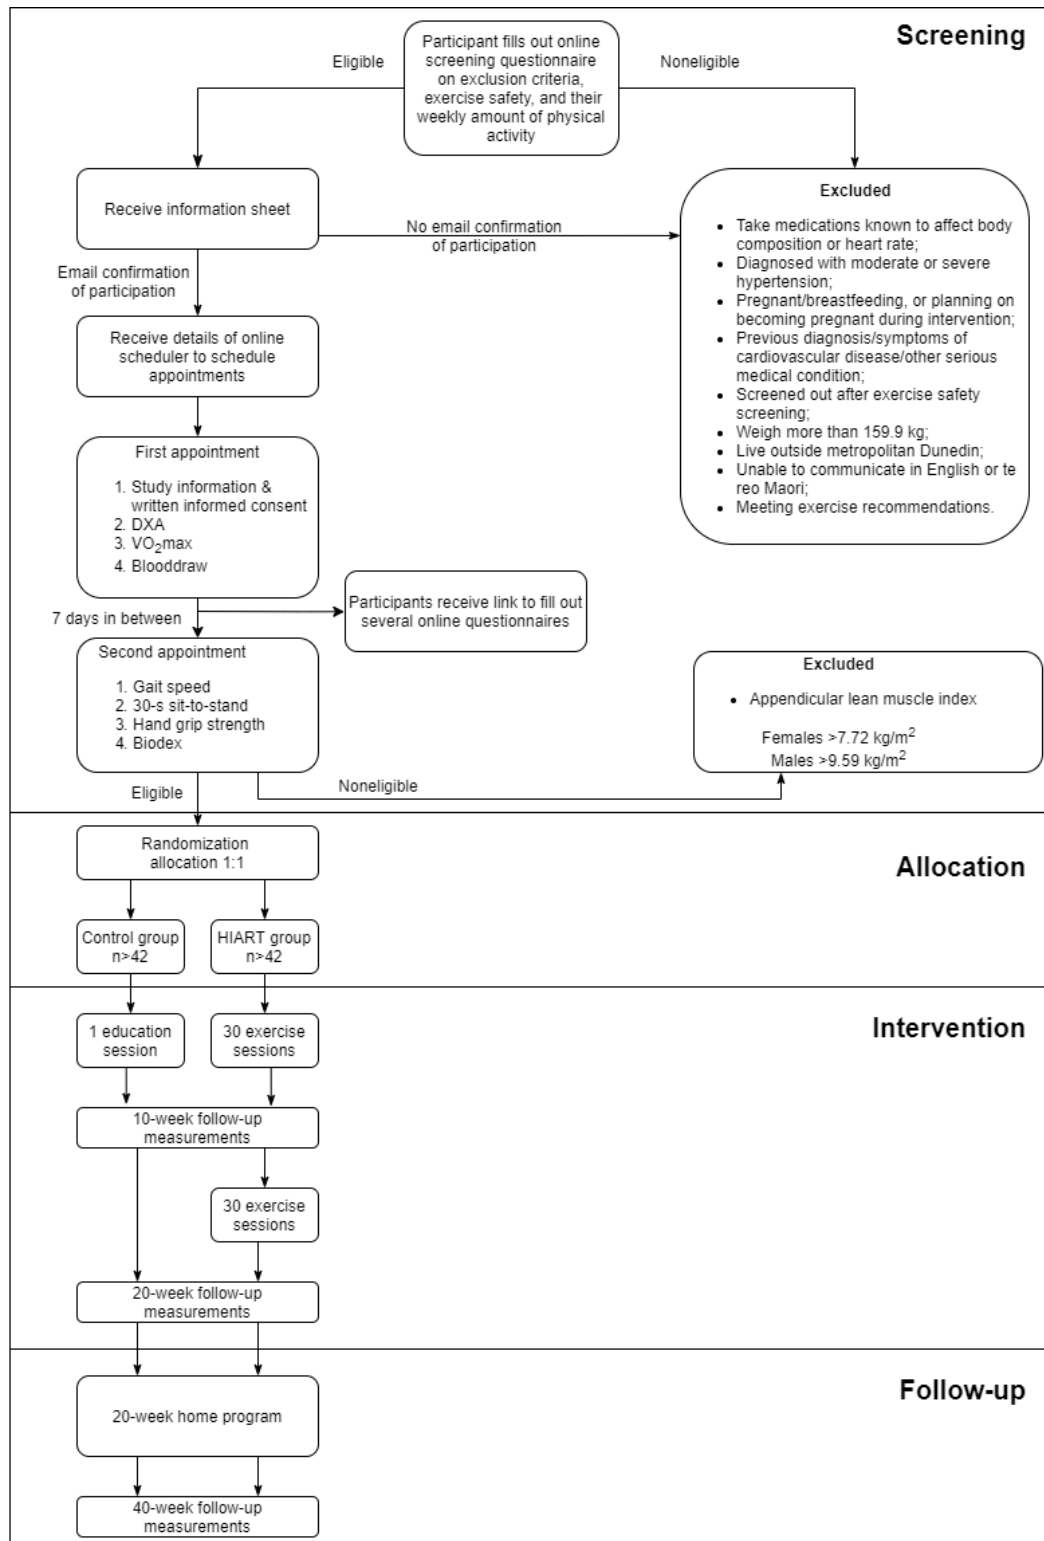 Screening
Participant fills out online
screening questionnaire
on exclusion criteria,
exercise safety, and their
weekly amount of physical
activity
Eligible
Noneligible
Receive information sheet
No email confirmation
of participation
Excluded
• Take medications known to affect body
composition or heart rate;
• Diagnosed with moderate or severe
hypertension;
• Pregnant/breastfeeding, or planning on
becoming pregnant during intervention;
• Previous diagnosis/symptoms of
cardiovascular disease/other serious
medical condition;
• Screened out after exercise safety
screening;
• Weigh more than 159.9 kg;
• Live outside metropolitan Dunedin;
• Unable to communicate in English or te
reo Maori;
• Meeting exercise recommendations.
Email confirmation
of participation
Receive details of online
scheduler to schedule
appointments
First appointment
1. Study information &
written informed consent
2. DXA
3. VO₂max
4. Blooddraw
7 days in between
Participants receive link to fill out
several online questionnaires
Second appointment
1. Gait speed
2. 30-s sit-to-stand
3. Hand grip strength
4. Biodex
Excluded
• Appendicular lean muscle index
Females >7.72 kg/m²
Males >9.59 kg/m²
Eligible
Noneligible
Allocation
Randomization
allocation 1:1
Control group
n>42
HIART group
n>42
Intervention
1 education
session
30 exercise
sessions
10-week follow-up
measurements
30 exercise
sessions
20-week follow-up
measurements
Follow-up
20-week home program
40-week follow-up
measurements